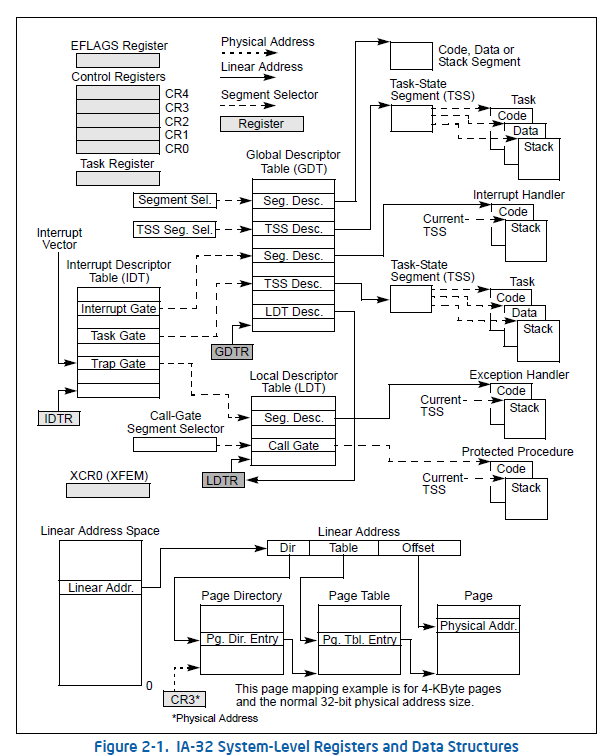 EFLAGS Register
Control Registers
CR4
CR3
CR2
CR1
CR0
Task Register
Physical Address
Linear Address
Segment Selector
Register
Code, Data or
Stack Segment
Task-State
Segment (TSS)
Task
Code
Data
Stack
Global Descriptor
Table (GDT)
Segment Sel.
Seg. Desc.
TSS Seg. Sel.
TSS Desc.
Seg. Desc.
TSS Desc.
LDT Desc.
GDTR
Interrupt Handler
Code
Current
TSS
Stack
Interrupt
Vector
Interrupt Descriptor
Table (IDT)
Interrupt Gate
Task Gate
Trap Gate
IDTR
Task-State
Segment (TSS)
Task
Code
Data
Stack
Local Descriptor
Table (LDT)
Seg. Desc.
Call Gate
LDTR
Call-Gate
Segment Selector
XCR0 (XFEM)
Exception Handler
Code
Current
TSS
Stack
Protected Procedure
Code
Current
TSS
Stack
Linear Address Space
Linear Addr.
0
Linear Address
Dir
Table
Offset
Page Directory
Pg. Dir. Entry
Page Table
Pg. Tbl. Entry
Page
Physical Addr.
CR3*
*Physical Address
This page mapping example is for 4-KByte pages
and the normal 32-bit physical address size.
Figure 2-1. IA-32 System-Level Registers and Data Structures